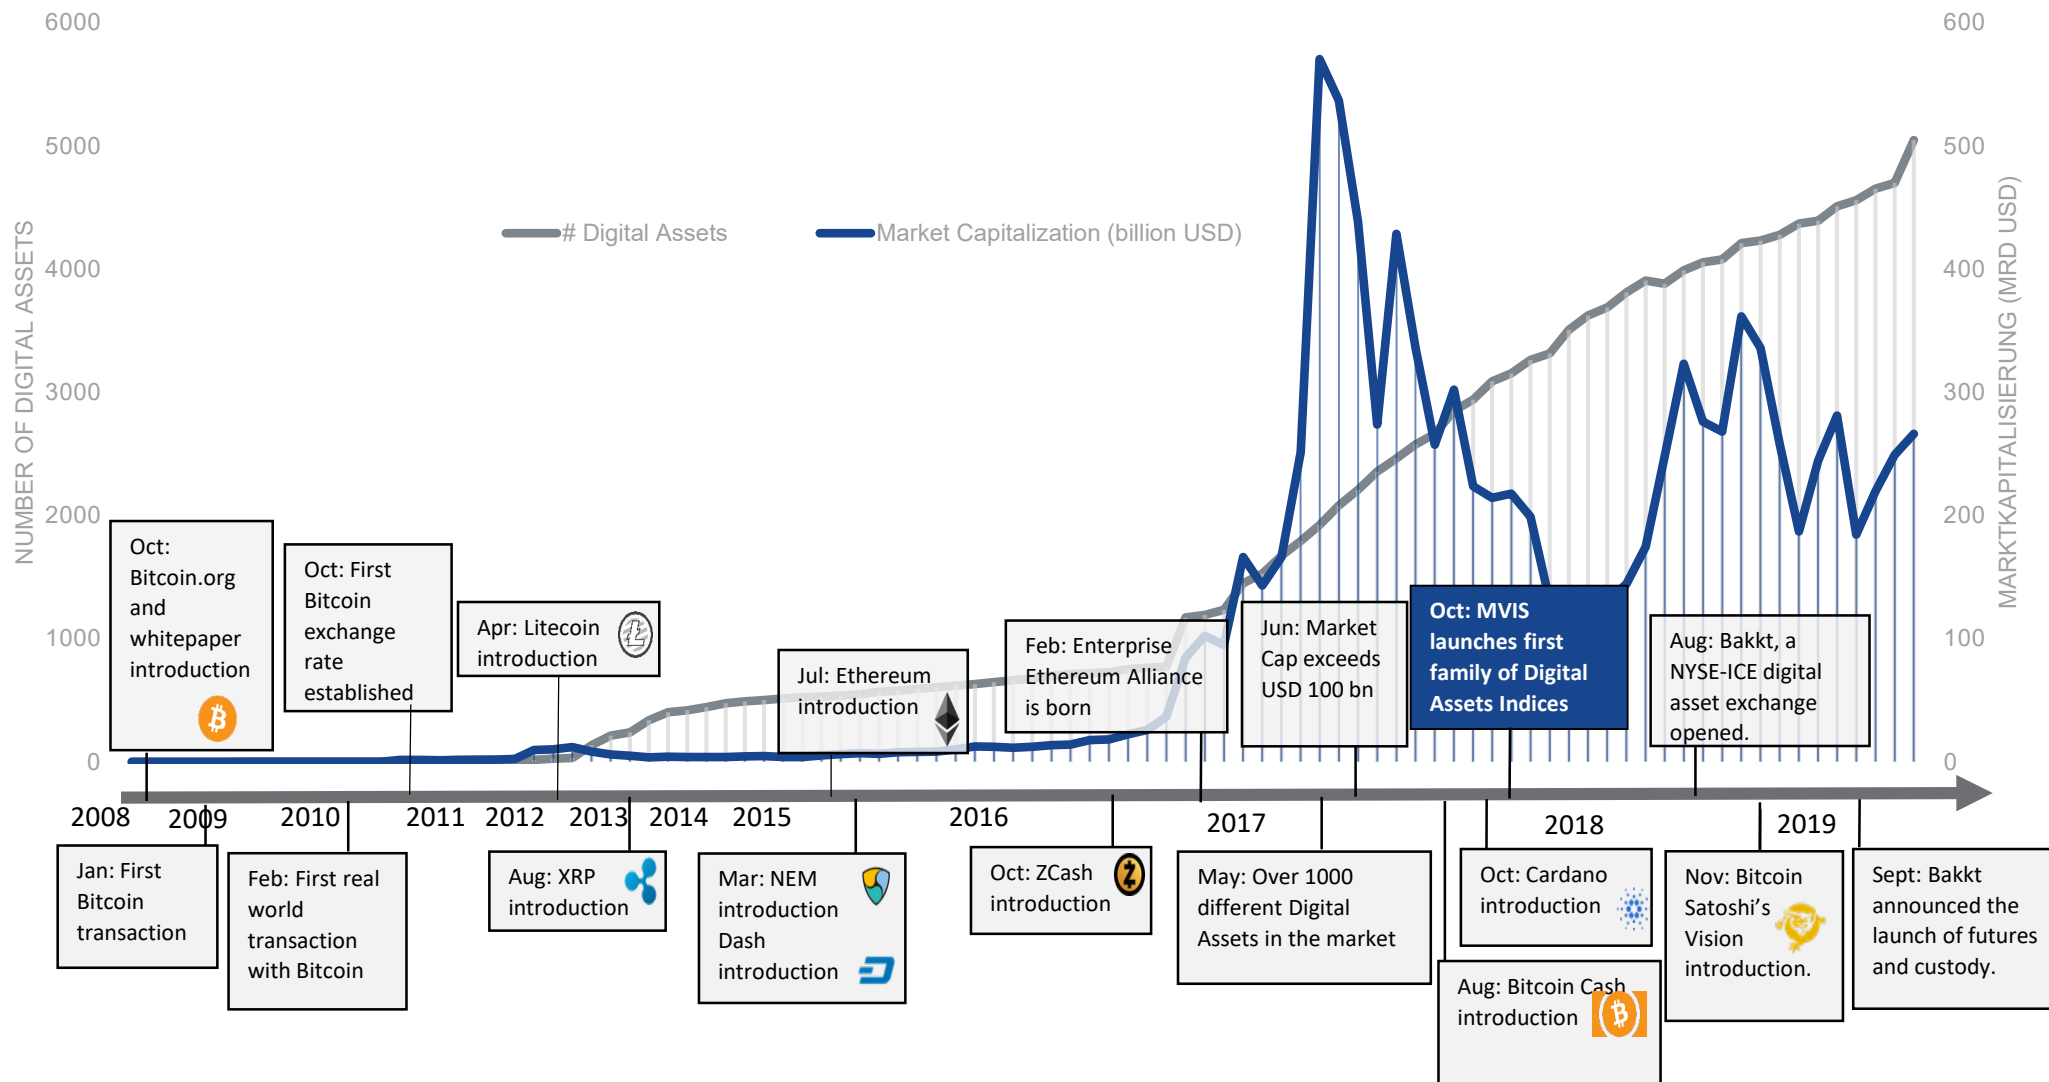 6000
5000
4000
3000
2000
1000
0
NUMBER OF DIGITAL ASSETS
600
500
400
300
200
100
0
MARKTKAPITALISIERUNG (MRD USD)
# Digital Assets
Market Capitalization (billion USD)
Oct:
Bitcoin.org
and
whitepaper
introduction
Oct: First
Bitcoin
exchange
rate
established
Apr: Litecoin
introduction
Jul: Ethereum
introduction
Feb: Enterprise
Ethereum Alliance
is born
Jun: Market
Cap exceeds
USD 100 bn
Oct: MVIS
launches first
family of Digital
Assets Indices
Aug: Bakkt, a
NYSE-ICE digital
asset exchange
opened.
2008
2009
2010
2011
2012
2013
2014
2015
2016
2017
2018
2019
Jan: First
Bitcoin
transaction
Feb: First real
world
transaction
with Bitcoin
Aug: XRP
introduction
Mar: NEM
introduction
Dash
introduction
Oct: ZCash
introduction
May: Over 1000
different Digital
Assets in the market
Aug: Bitcoin Cash
introduction
Oct: Cardano
introduction
Nov: Bitcoin
Satoshi's
Vision
introduction.
Sept: Bakkt
announced the
launch of futures
and custody.